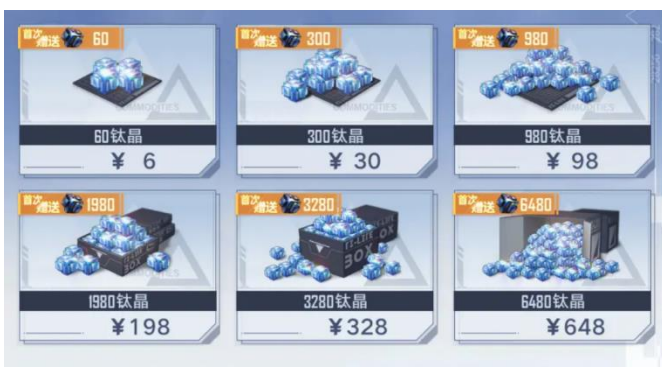 首次赠送 60
首次赠送 300
首次赠送 980
COMMODITIES
COMMODITIES
60钛晶
300钛晶
980钛晶
¥ 6
¥ 30
¥ 98
首次赠送 1980
首次赠送 3280
首次赠送 6480
BOX
1980钛晶
3280钛晶
6480钛晶
¥198
¥328
¥648